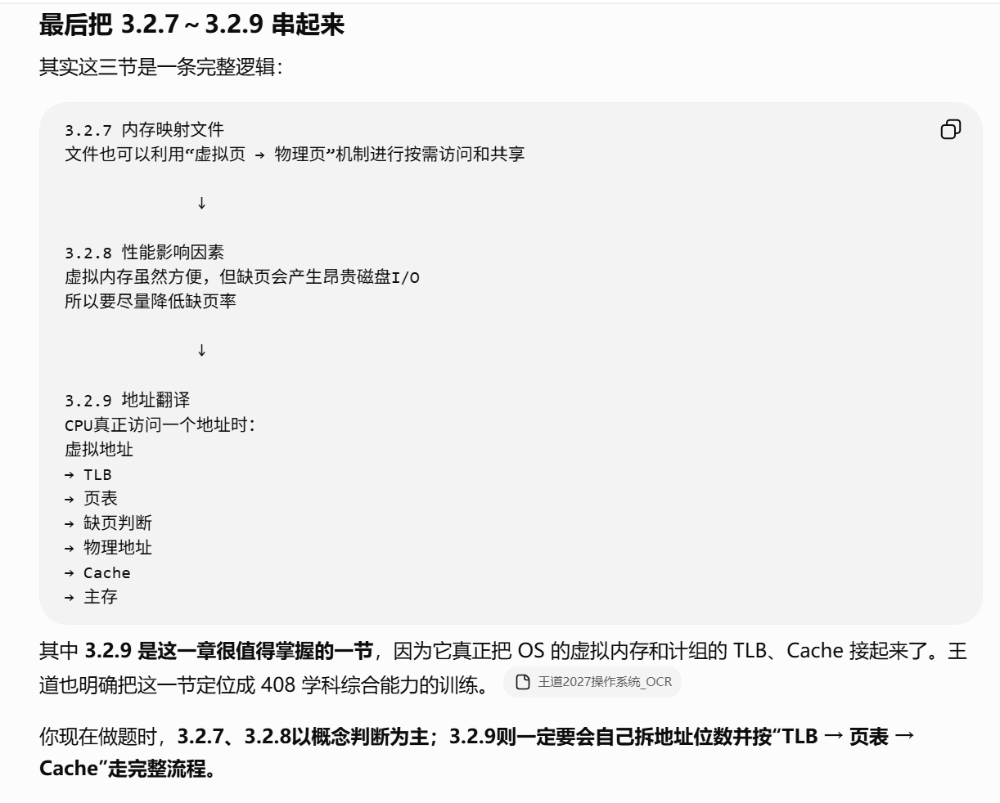 最后把 3.2.7～3.2.9 串起来
其实这三节是一条完整逻辑：
3.2.7 内存映射文件
文件也可以利用“虚拟页 → 物理页”机制进行按需访问和共享
↓
3.2.8 性能影响因素
虚拟内存虽然方便，但缺页会产生昂贵磁盘I/O
所以要尽量降低缺页率
↓
3.2.9 地址翻译
CPU真正访问一个地址时：
虚拟地址
→ TLB
→ 页表
→ 缺页判断
→ 物理地址
→ Cache
→ 主存
其中 3.2.9 是这一章很值得掌握的一节，因为它真正把 OS 的虚拟内存和计组的 TLB、Cache 接起来了。王
道也明确把这一节定位成 408 学科综合能力的训练。 王道2027操作系统_OCR
你现在做题时，3.2.7、3.2.8以概念判断为主；3.2.9则一定要会自己拆地址位数并按“TLB → 页表 →
Cache”走完整流程。